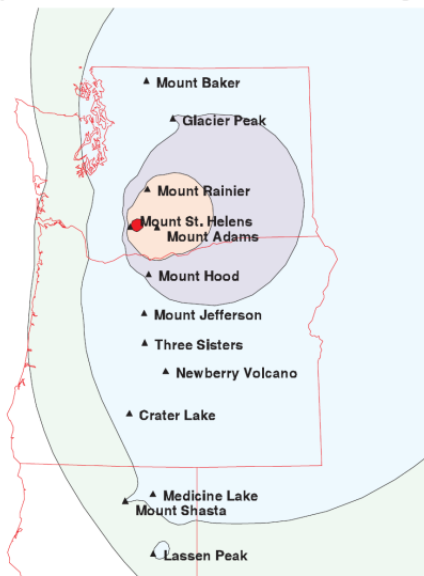 Mount Baker
Glacier Peak
Mount Rainier
Mount St. Helens
Mount Adams
Mount Hood
Mount Jefferson
Three Sisters
Newberry Volcano
Crater Lake
Medicine Lake
Mount Shasta
Lassen Peak